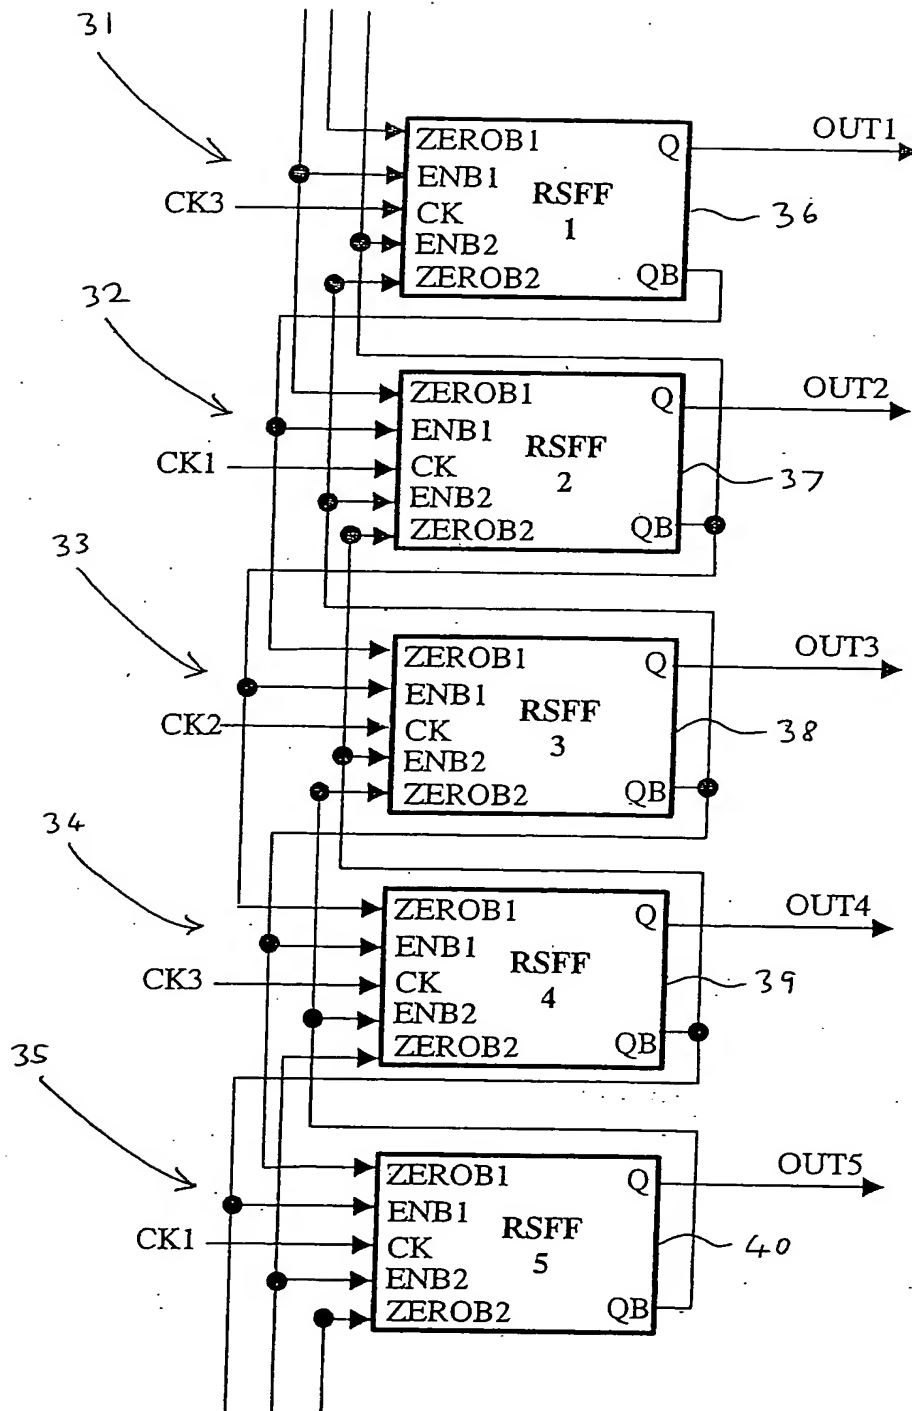 31
ZEROB1 Q OUT1
ENB1
CK3 CK RSFF 1 36
ENB2
ZEROB2 QB
32
ZEROB1 Q OUT2
ENB1
CK1 CK RSFF 2 37
ENB2
ZEROB2 QB
33
ZEROB1 Q OUT3
ENB1
CK2 CK RSFF 3 38
ENB2
ZEROB2 QB
34
ZEROB1 Q OUT4
ENB1
CK3 CK RSFF 4 39
ENB2
ZEROB2 QB
35
ZEROB1 Q OUT5
ENB1
CK1 CK RSFF 5 40
ENB2
ZEROB2 QB